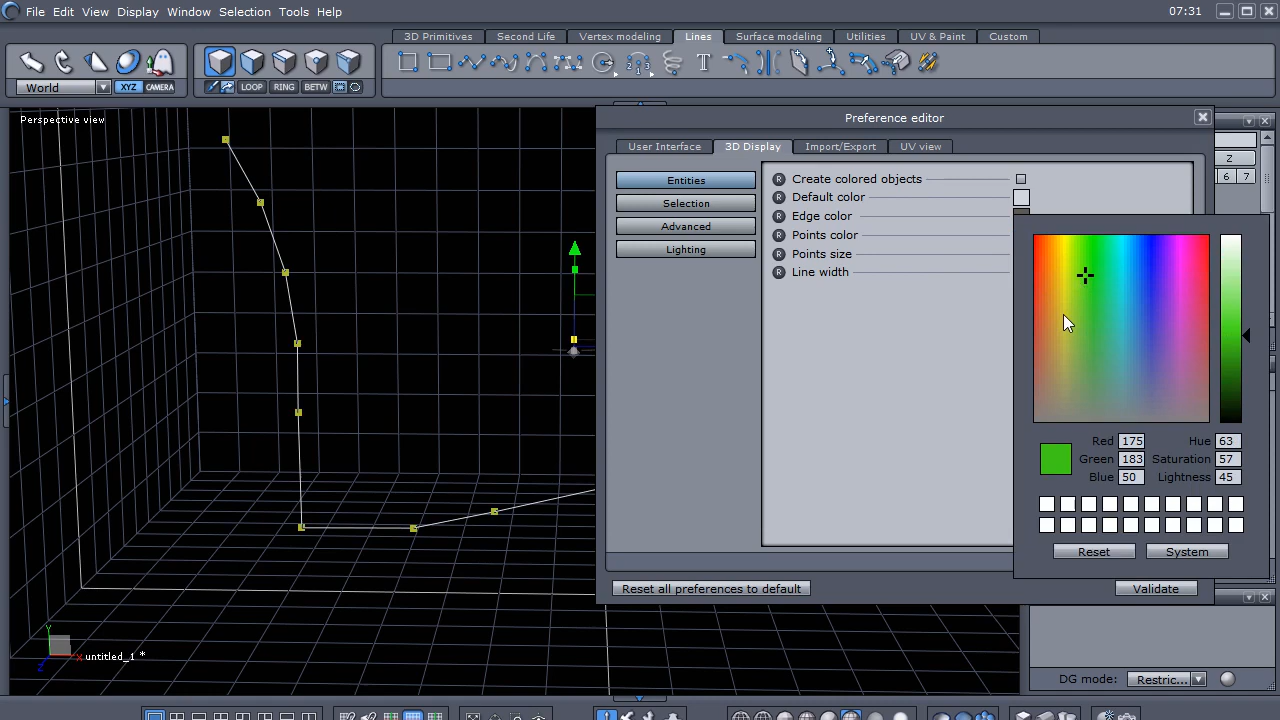 File Edit View Display Window Selection Tools Help 07:31
3D Primitives Second Life Vertex modeling Lines Surface modeling Utilities UV & Paint Custom
World XYZ CAMERA LOOP RING BETW
Perspective view
Preference editor
User Interface 3D Display Import/Export UV view
Entities
Selection
Advanced
Lighting
R Create colored objects
R Default color
R Edge color
R Points color
R Points size
R Line width
Z
6 7
Red 175 Hue 63
Green 183 Saturation 57
Blue 50 Lightness 45
Reset System
Reset all preferences to default Validate
Y
X
Z
untitled_1 *
DG mode: Restric...